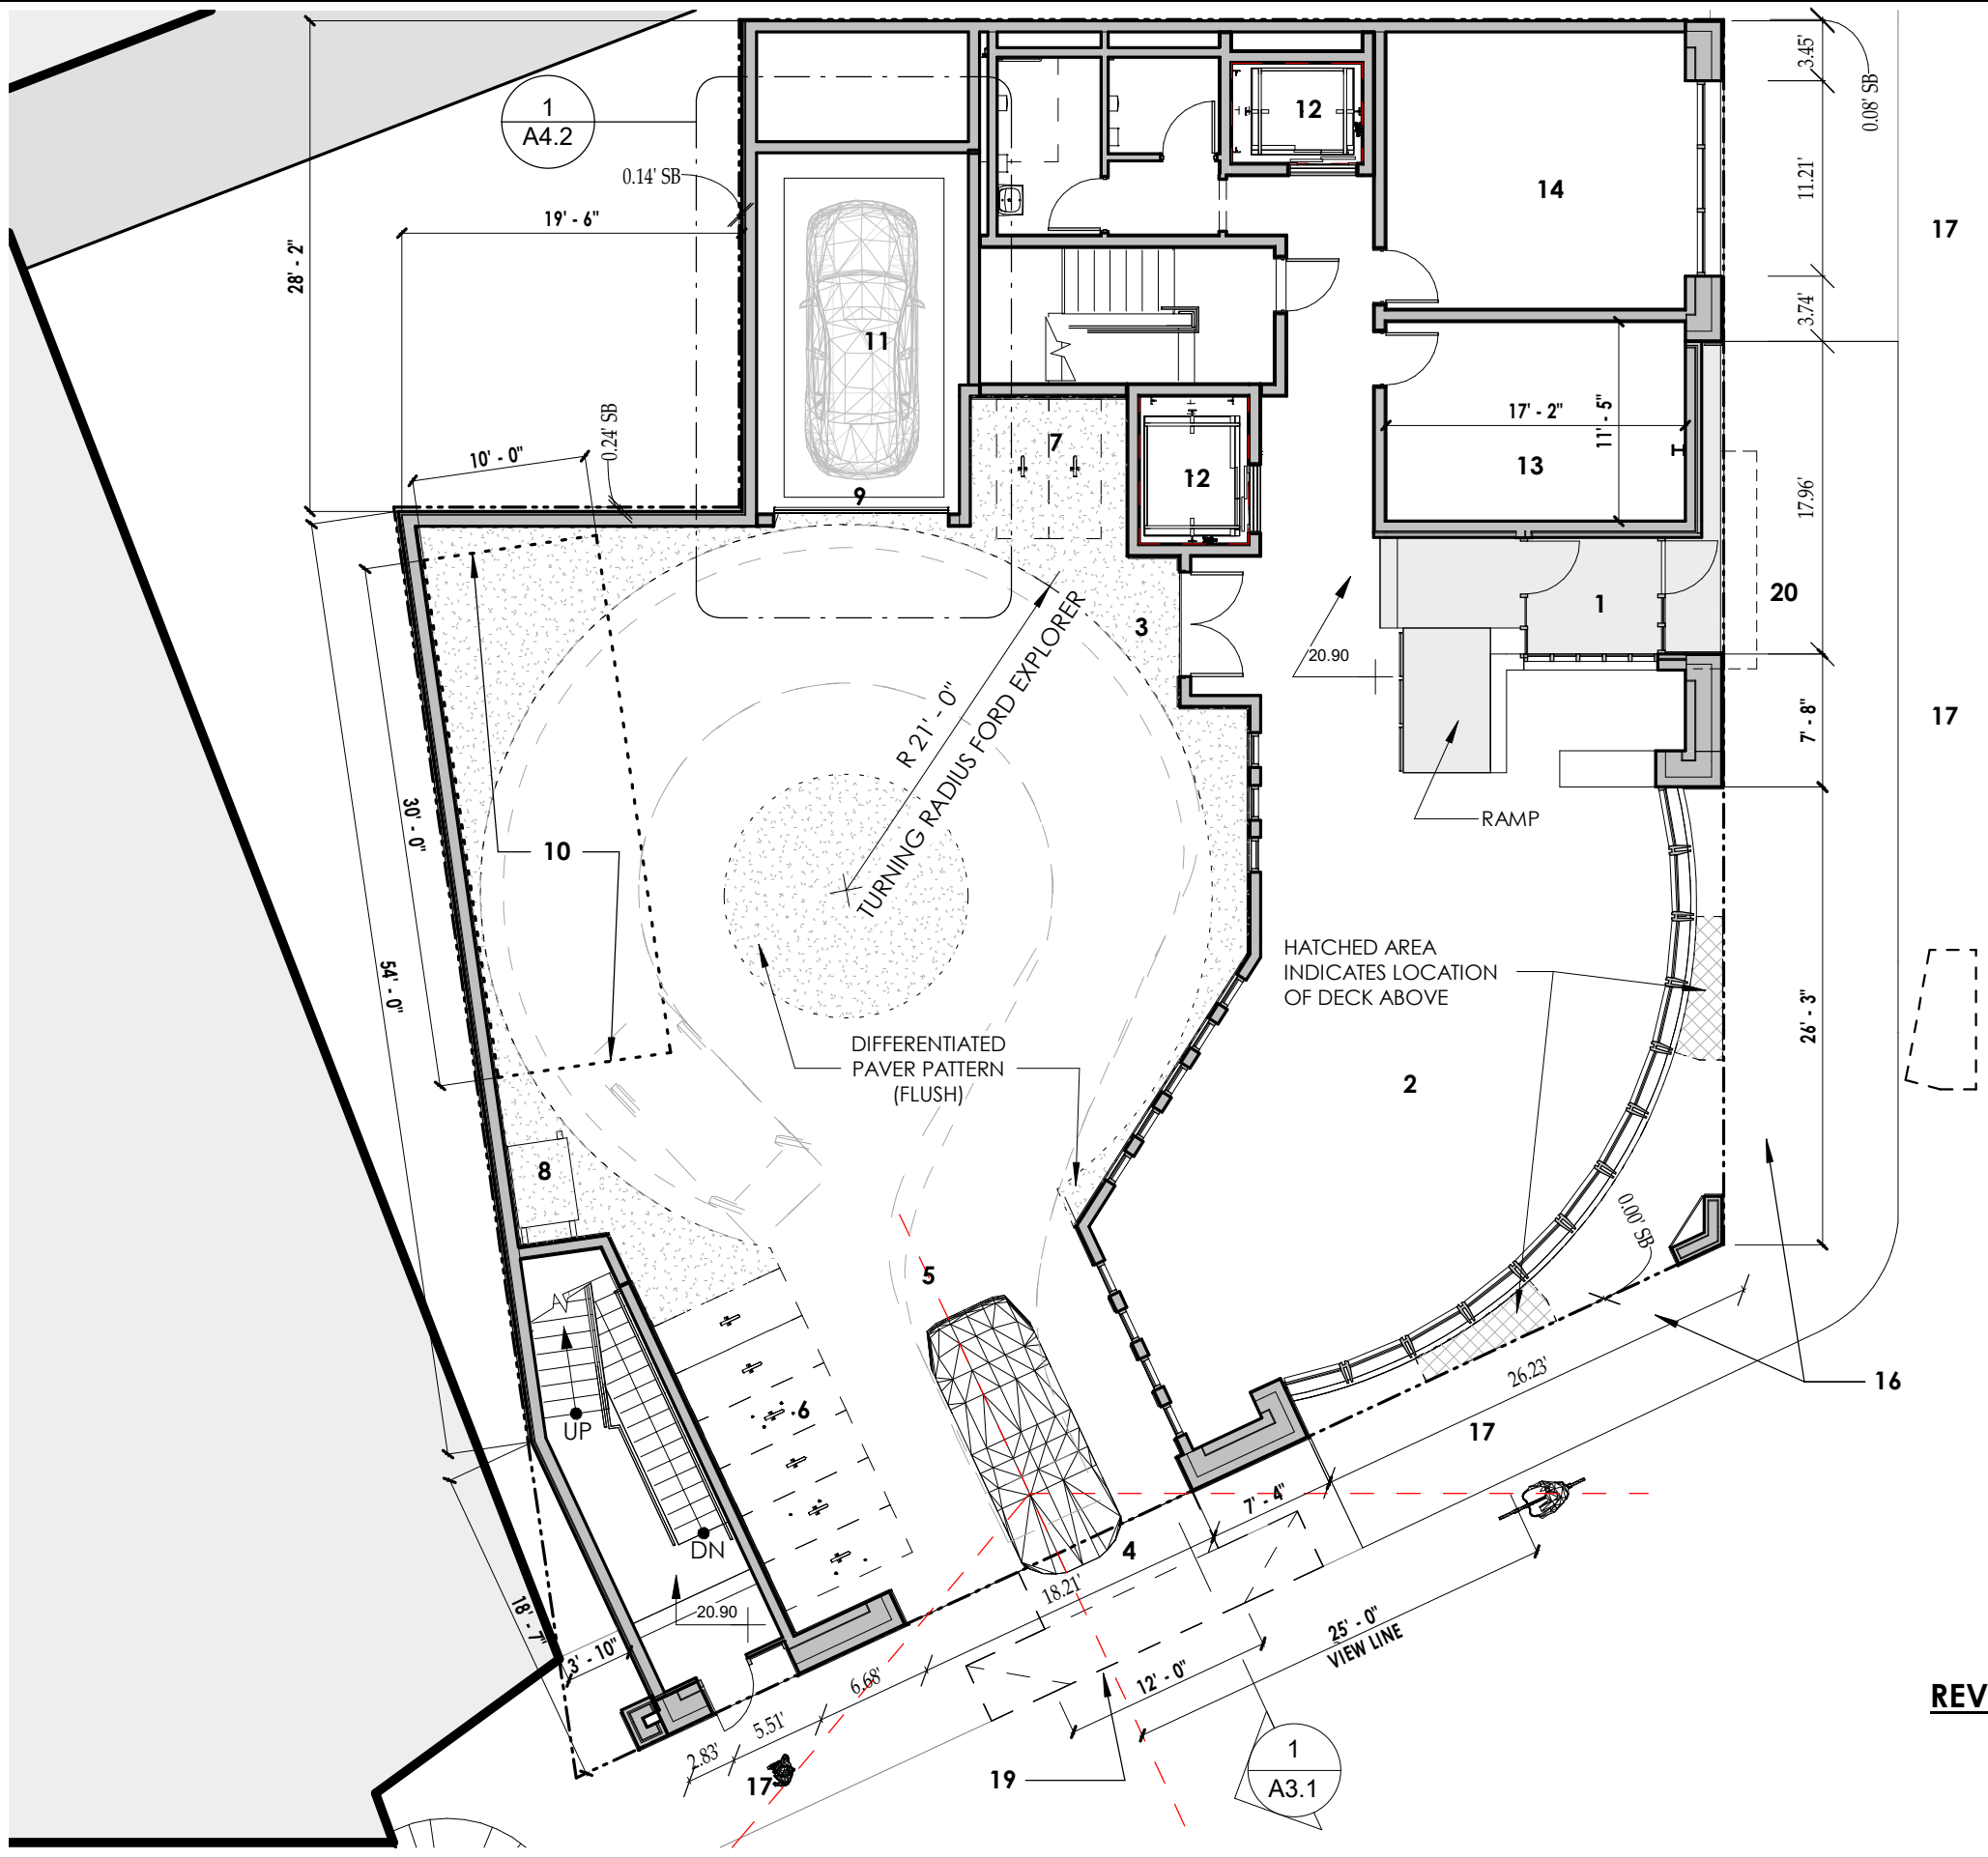 3.45'
0.08' SB
1
A4.2
12
0.14' SB
14
11.21'
19' - 6"
17
28' - 2"
3.74'
11
0.24' SB
17' - 2"
11' - 5"
7
10' - 0"
12
13
9
17.96'
1
20
3
20.90
R 21' - 0"
TURNING RADIUS FORD EXPLORER
17
7' - 8"
30' - 0"
RAMP
10
HATCHED AREA
INDICATES LOCATION
OF DECK ABOVE
54' - 0"
26' - 3"
DIFFERENTIATED
PAVER PATTERN
(FLUSH)
2
8
0.00' SB
5
26.23'
16
6
UP
17
7' - 4"
DN
4
18.21'
18' - 7"
20.90
25' - 0"
VIEW LINE
3' - 10"
12' - 0"
6.68'
5.51'
2.83'
REV
17
19
1
A3.1